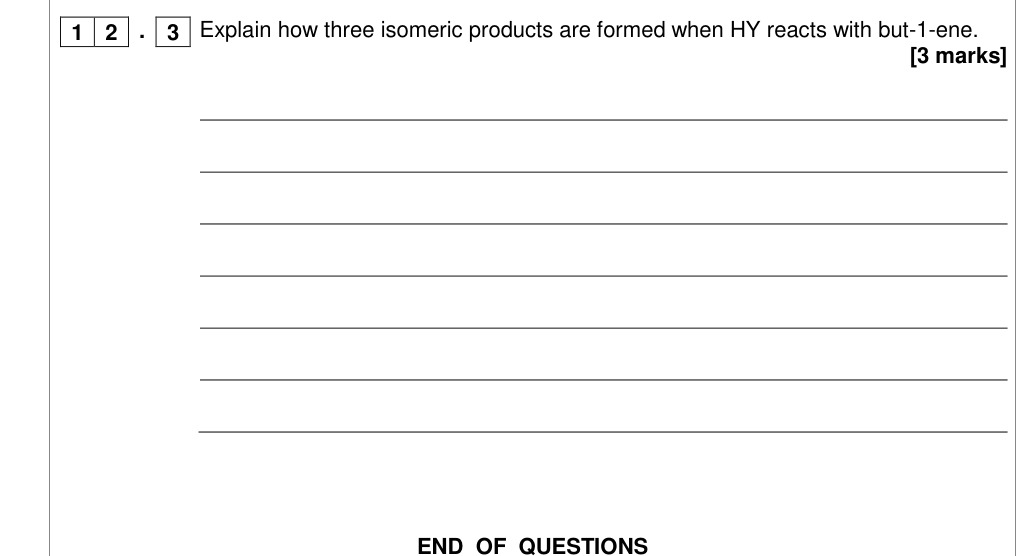 1 2 . 3 Explain how three isomeric products are formed when HY reacts with but-1-ene.
[3 marks]
END OF QUESTIONS